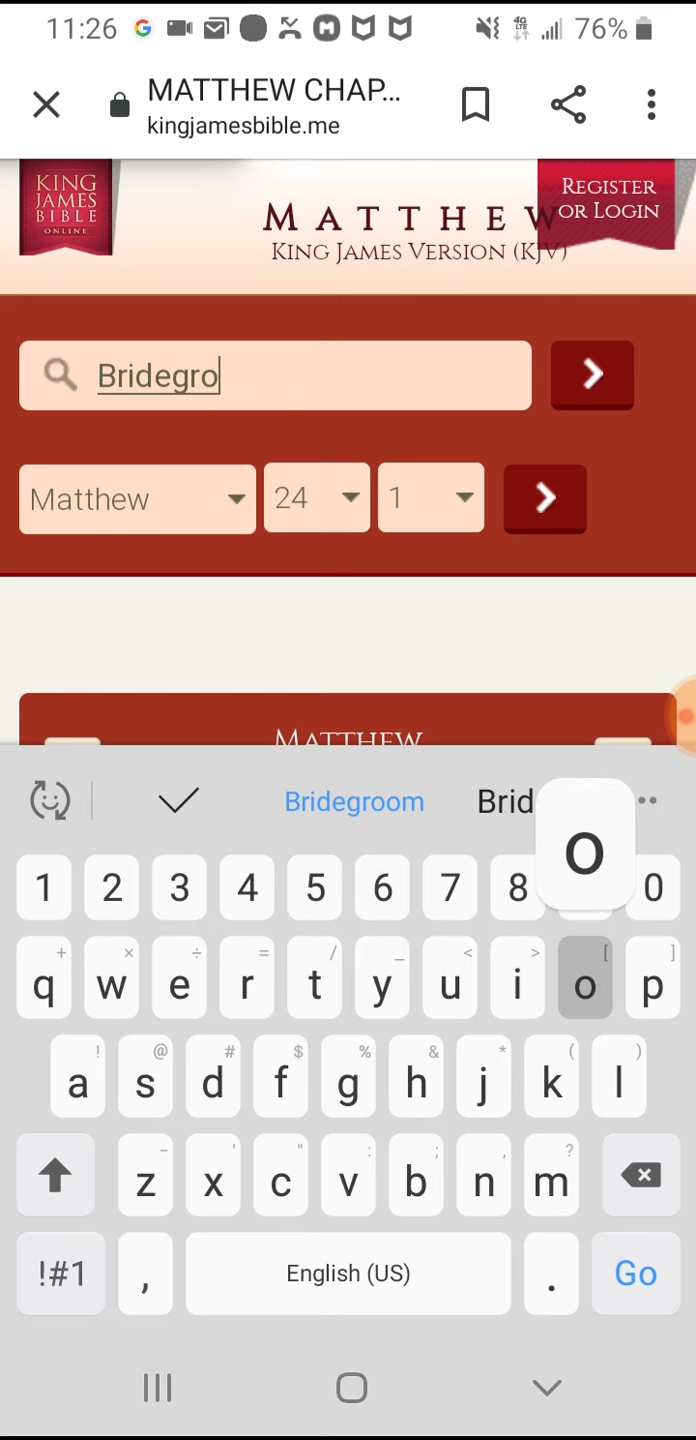 11:26 4G LTE 76%
MATTHEW CHAP...
kingjamesbible.me
KING JAMES BIBLE ONLINE
MATTHEW
KING JAMES VERSION (KJV)
REGISTER
OR LOGIN
Bridegro
Matthew 24 1
MATTHEW
Bridegroom Brid
o
1 2 3 4 5 6 7 8 0
+ × ÷ = / _ < > [ ]
q w e r t y u i o p
! @ # $ % & * ( )
a s d f g h j k l
- ' " : ; , ?
z x c v b n m
!#1 , English (US) . Go